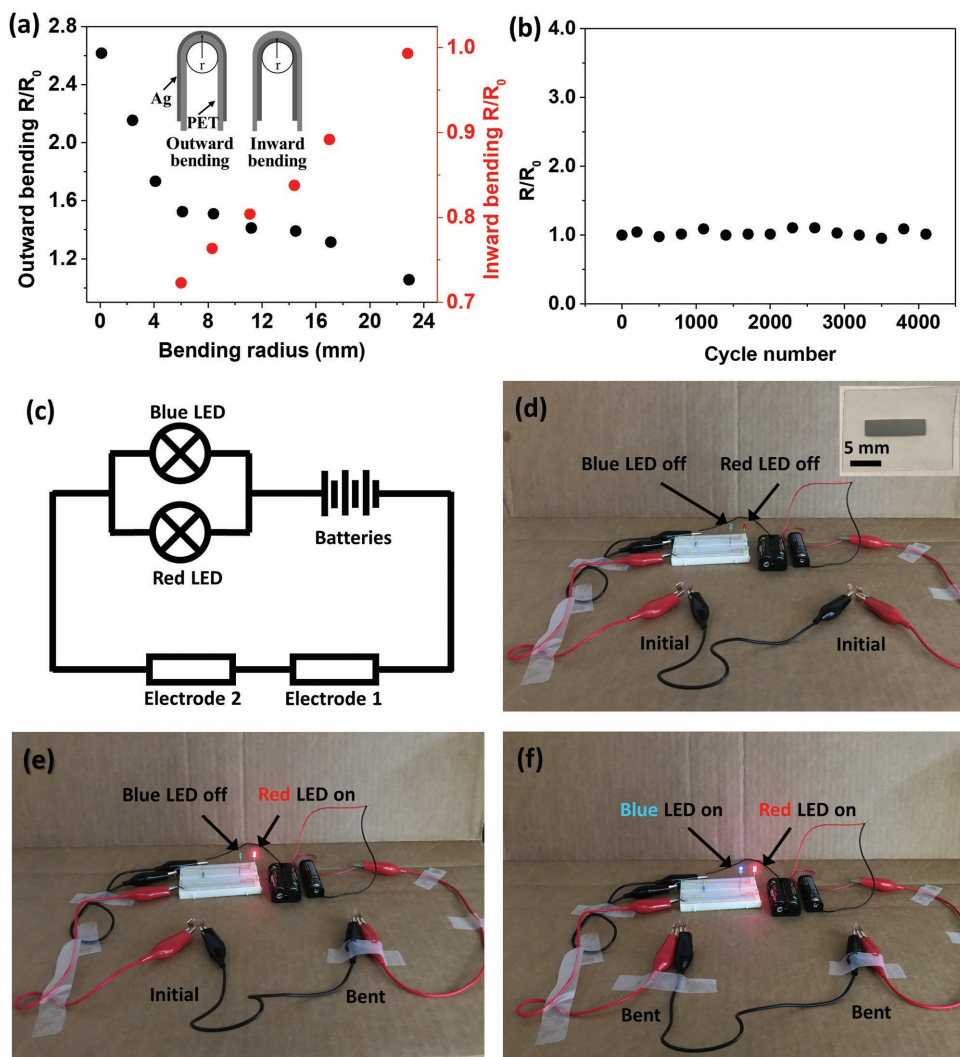 (a)
Outward bending R/R0
2.8
2.4
2.0
1.6
1.2
0
4
8
12
16
20
24
Bending radius (mm)
1.0
0.9
0.8
0.7
Inward bending R/R0
r
r
Ag
PET
Outward
bending
Inward
bending
(b)
R/R0
4.0
3.0
2.0
1.0
0.0
0
1000
2000
3000
4000
Cycle number
(c)
Blue LED
Red LED
Batteries
Electrode 2
Electrode 1
(d)
5 mm
Blue LED off
Red LED off
Initial
Initial
(e)
Blue LED off
Red LED on
Initial
Bent
(f)
Blue LED on
Red LED on
Bent
Bent